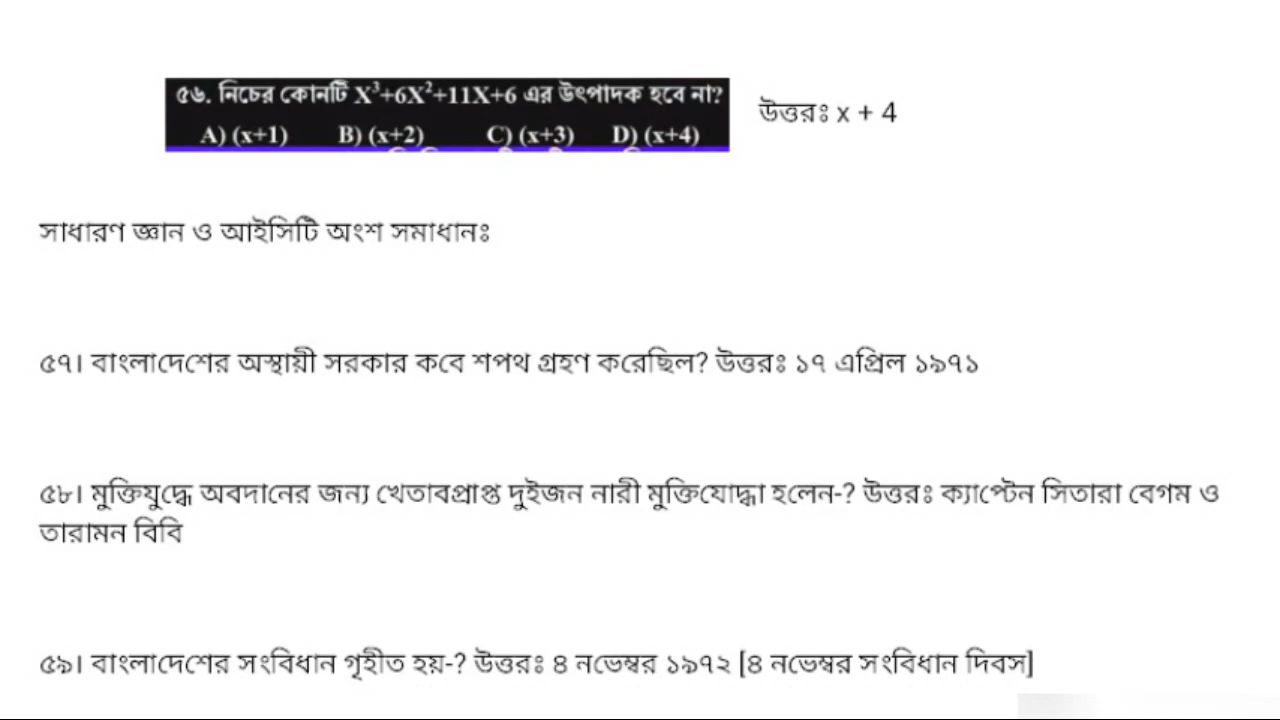 ৫৬. নিচের কোনটি X³+6X²+11X+6 এর উৎপাদক হবে না?
A) (x+1) B) (x+2) C) (x+3) D) (x+4)
উত্তরঃ x + 4
সাধারণ জ্ঞান ও আইসিটি অংশ সমাধানঃ
৫৭। বাংলাদেশের অস্থায়ী সরকার কবে শপথ গ্রহণ করেছিল? উত্তরঃ ১৭ এপ্রিল ১৯৭১
৫৮। মুক্তিযুদ্ধে অবদানের জন্য খেতাবপ্রাপ্ত দুইজন নারী মুক্তিযোদ্ধা হলেন-? উত্তরঃ ক্যাপ্টেন সিতারা বেগম ও
তারামন বিবি
৫৯। বাংলাদেশের সংবিধান গৃহীত হয়-? উত্তরঃ ৪ নভেম্বর ১৯৭২ [৪ নভেম্বর সংবিধান দিবস]